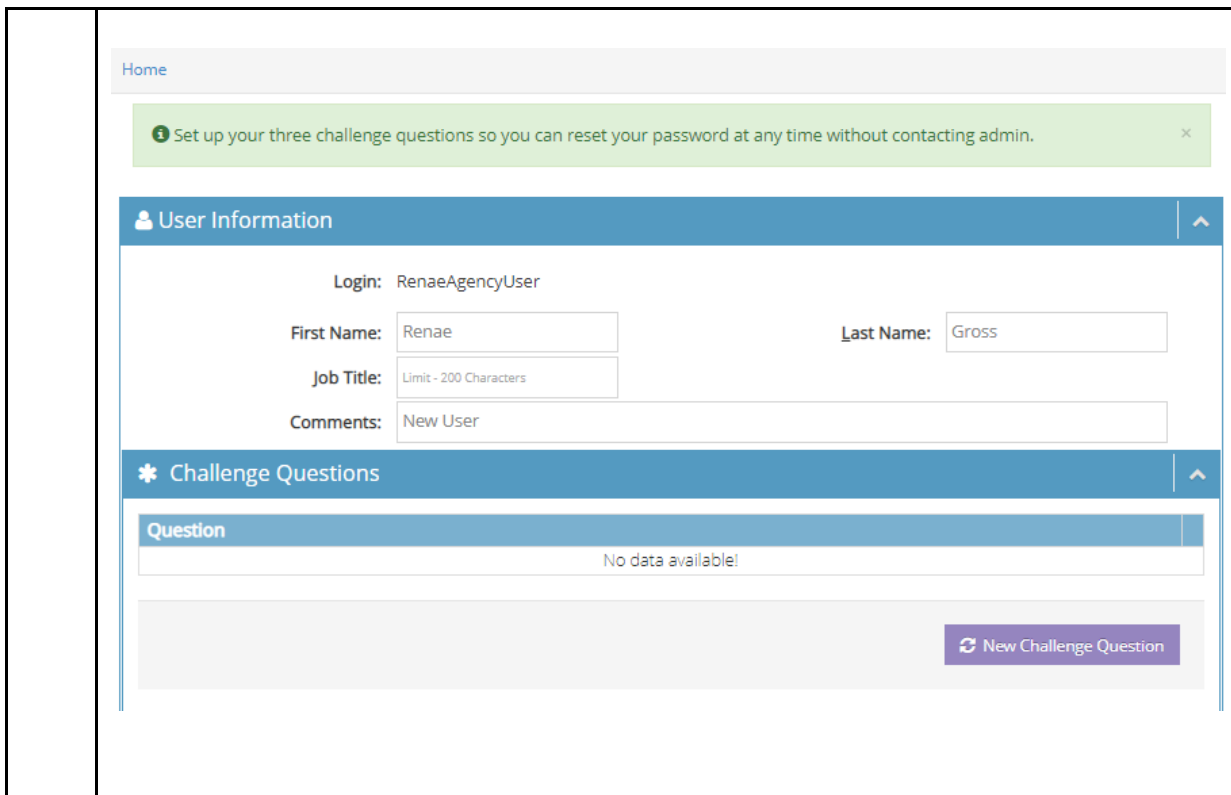 Home
Set up your three challenge questions so you can reset your password at any time without contacting admin. ×
User Information
Login: RenaeAgencyUser
First Name: Renae Last Name: Gross
Job Title: Limit - 200 Characters
Comments: New User
Challenge Questions
Question
No data available!
New Challenge Question